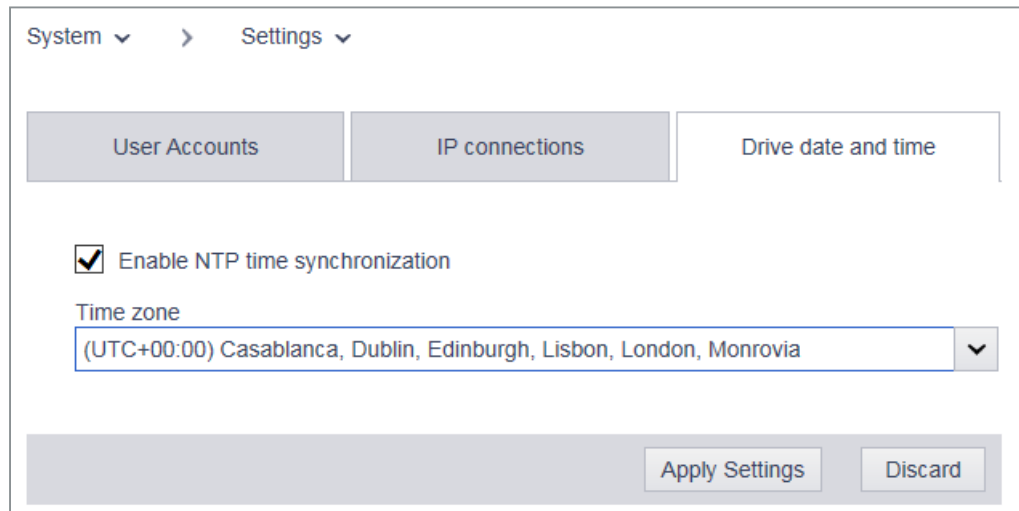 System > Settings
User Accounts IP connections Drive date and time
Enable NTP time synchronization
Time zone
(UTC+00:00) Casablanca, Dublin, Edinburgh, Lisbon, London, Monrovia
Apply Settings Discard